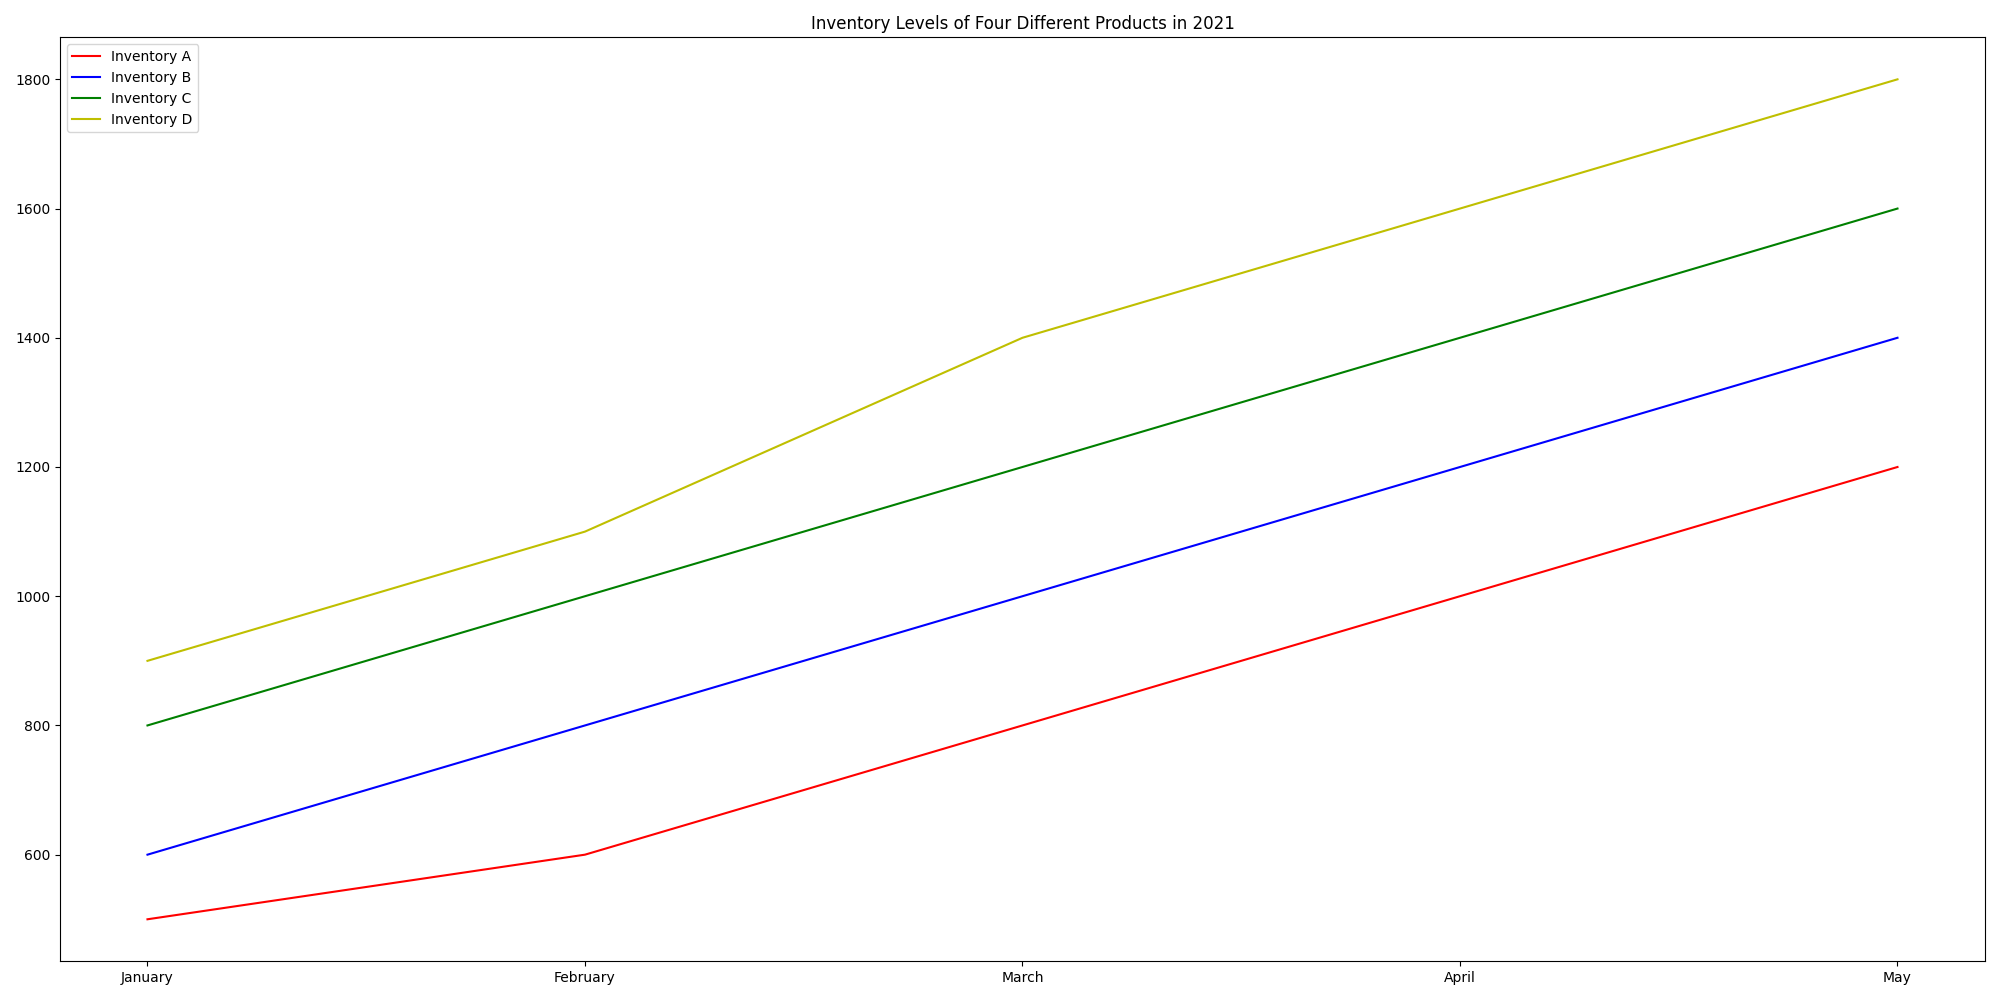 Inventory Levels of Four Different Products in 2021
Inventory A
Inventory B
Inventory C
Inventory D
1800
1600
1400
1200
1000
800
600
January February March April May